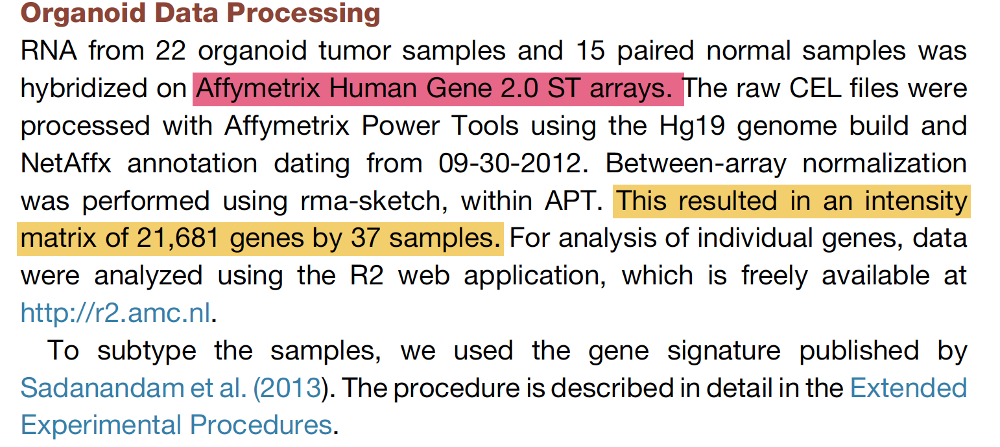 Organoid Data Processing
RNA from 22 organoid tumor samples and 15 paired normal samples was
hybridized on Affymetrix Human Gene 2.0 ST arrays. The raw CEL files were
processed with Affymetrix Power Tools using the Hg19 genome build and
NetAffx annotation dating from 09-30-2012. Between-array normalization
was performed using rma-sketch, within APT. This resulted in an intensity
matrix of 21,681 genes by 37 samples. For analysis of individual genes, data
were analyzed using the R2 web application, which is freely available at
http://r2.amc.nl.
To subtype the samples, we used the gene signature published by
Sadanandam et al. (2013). The procedure is described in detail in the Extended
Experimental Procedures.